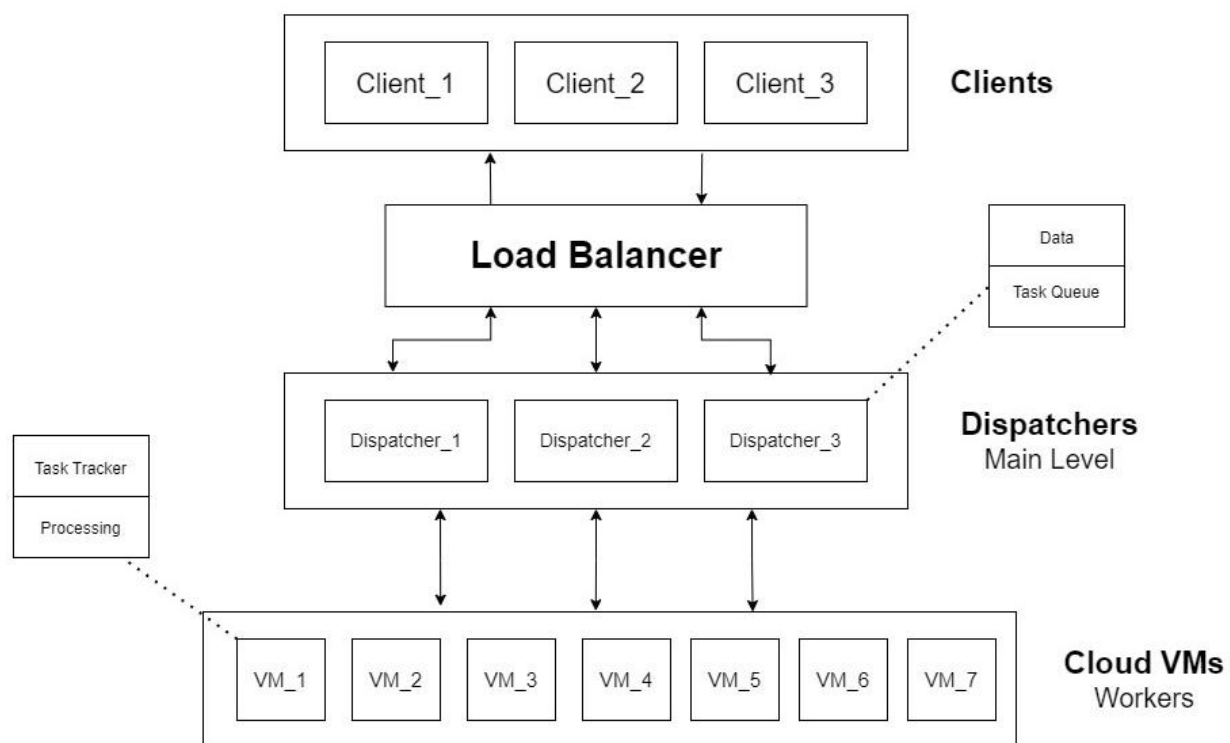 Client_1
Client_2
Client_3
Clients
Load Balancer
Data
Task Queue
Dispatcher_1
Dispatcher_2
Dispatcher_3
Dispatchers
Main Level
Task Tracker
Processing
VM_1
VM_2
VM_3
VM_4
VM_5
VM_6
VM_7
Cloud VMs
Workers